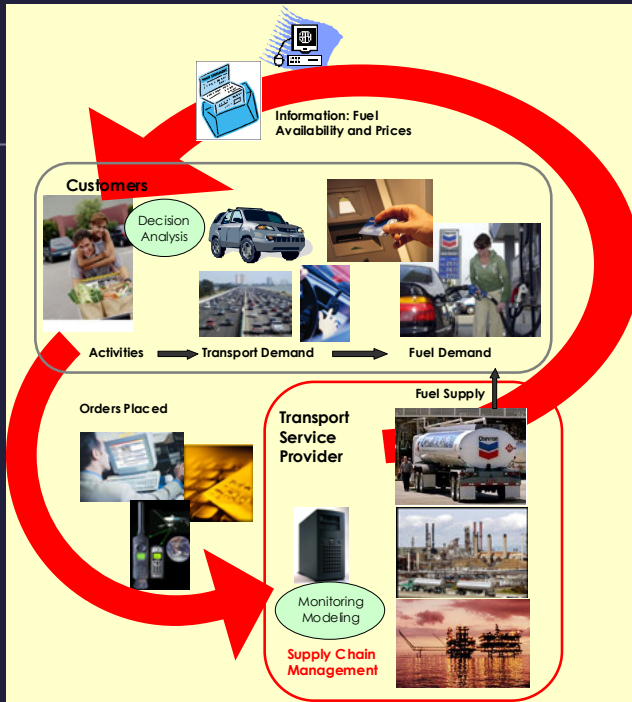 Information: Fuel
Availability and Prices
Customers
Decision
Analysis
Activities
Transport Demand
Fuel Demand
Fuel Supply
Orders Placed
Transport
Service
Provider
Chevron
Monitoring
Modeling
Supply Chain
Management